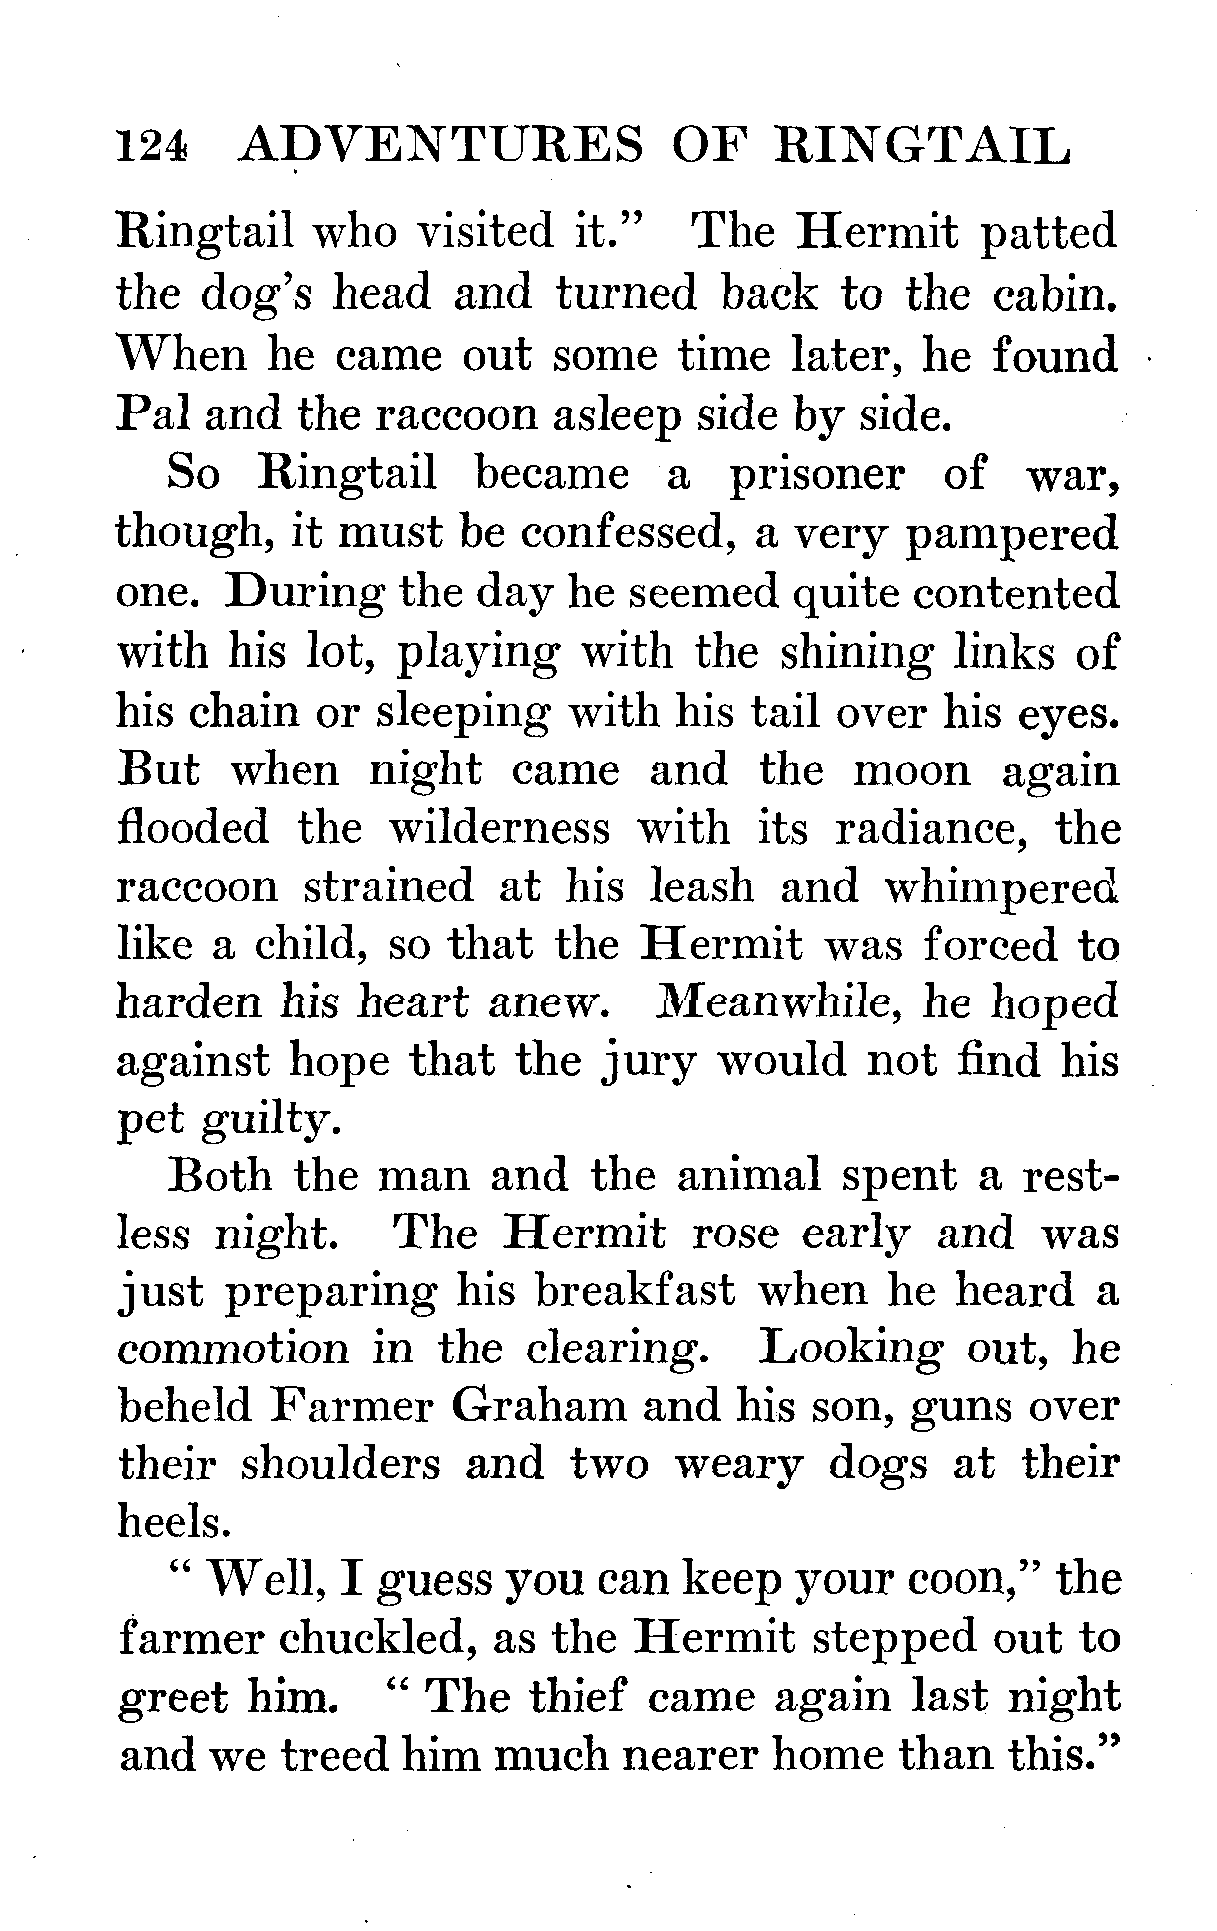 124 ADVENTURES OF RINGTAIL
Ringtail who visited it.” The Hermit patted
the dog’s head and turned back to the cabin.
When he came out some time later, he found
Pal and the raccoon asleep side by side.
So Ringtail became a prisoner of war,
though, it must be confessed, a very pampered
one. During the day he seemed quite contented
with his lot, playing with the shining links of
his chain or sleeping with his tail over his eyes.
But when night came and the moon again
flooded the wilderness with its radiance, the
raccoon strained at his leash and whimpered
like a child, so that the Hermit was forced to
harden his heart anew. Meanwhile, he hoped
against hope that the jury would not find his
pet guilty.
Both the man and the animal spent a rest-
less night. The Hermit rose early and was
just preparing his breakfast when he heard a
commotion in the clearing. Looking out, he
beheld Farmer Graham and his son, guns over
their shoulders and two weary dogs at their
heels.
“ Well, I guess you can keep your coon,” the
farmer chuckled, as the Hermit stepped out to
greet him. “ The thief came again last night
and we treed him much nearer home than this.”